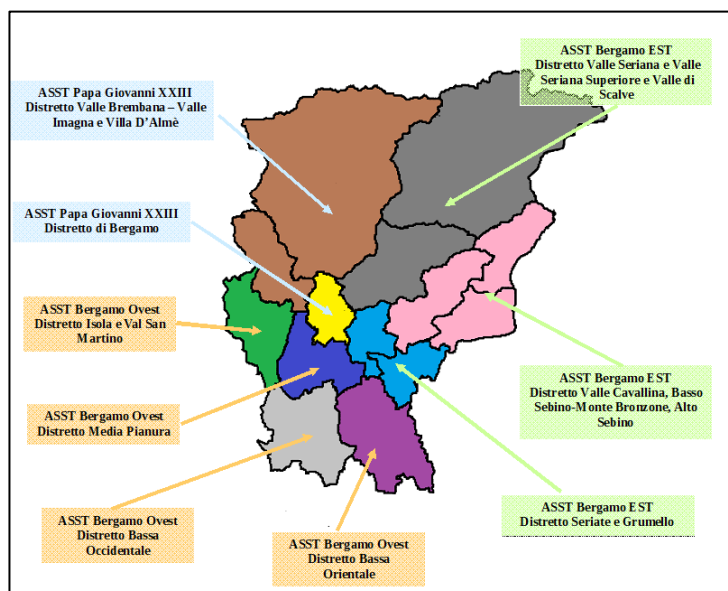 ASST Bergamo EST
Distretto Valle Seriana e Valle
Seriana Superiore e Valle di
Scalve
ASST Papa Giovanni XXIII
Distretto Valle Brembana – Valle
Imagna e Villa D’Almè
ASST Papa Giovanni XXIII
Distretto di Bergamo
ASST Bergamo Ovest
Distretto Isola e Val San
Martino
ASST Bergamo EST
Distretto Valle Cavallina, Basso
Sebino-Monte Bronzone, Alto
Sebino
ASST Bergamo Ovest
Distretto Media Pianura
ASST Bergamo EST
Distretto Seriate e Grumello
ASST Bergamo Ovest
Distretto Bassa
Occidentale
ASST Bergamo Ovest
Distretto Bassa
Orientale